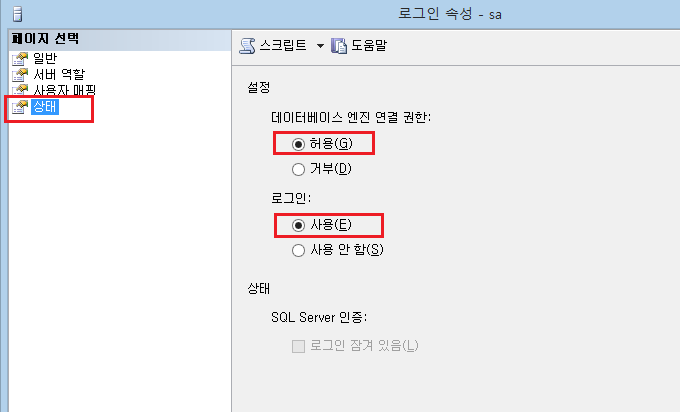 로그인 속성 - sa
페이지 선택
일반
서버 역할
사용자 매핑
상태
스크립트
도움말
설정
데이터베이스 엔진 연결 권한:
허용(G)
거부(D)
로그인:
사용(E)
사용 안 함(S)
상태
SQL Server 인증:
로그인 잠겨 있음(L)